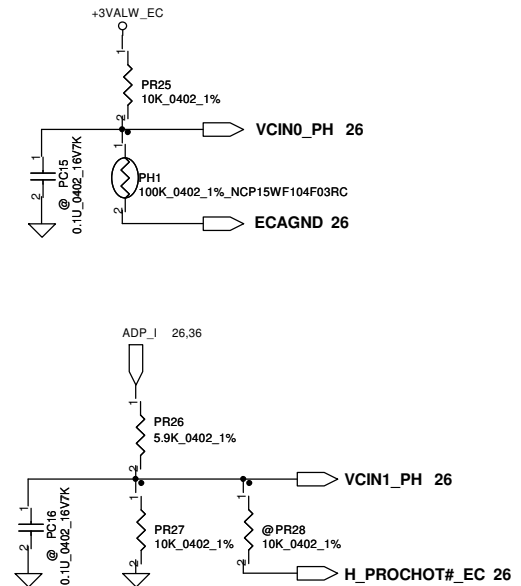 +3VALW_EC
1
PR25
10K_0402_1%
2
VCIN0_PH 26
1
1
PC15
@
0.1U_0402_16V7K
2
PH1
100K_0402_1%_NCP15WF104F03RC
2
ECAGND 26
ADP_I 26,36
1
PR26
5.9K_0402_1%
2
VCIN1_PH 26
1
PC16
@
0.1U_0402_16V7K
2
1
PR27
10K_0402_1%
2
1
@PR28
10K_0402_1%
2
H_PROCHOT#_EC 26